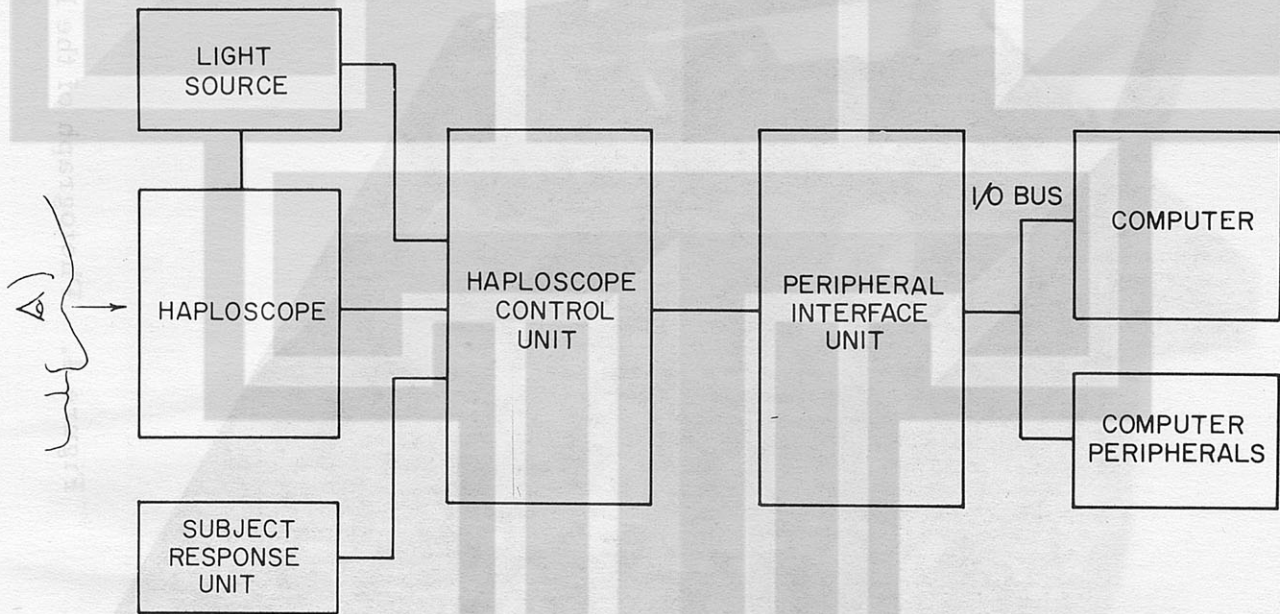 LIGHT
SOURCE
HAPLOSCOPE
SUBJECT
RESPONSE
UNIT
HAPLOSCOPE
CONTROL
UNIT
PERIPHERAL
INTERFACE
UNIT
I/O BUS
COMPUTER
COMPUTER
PERIPHERALS